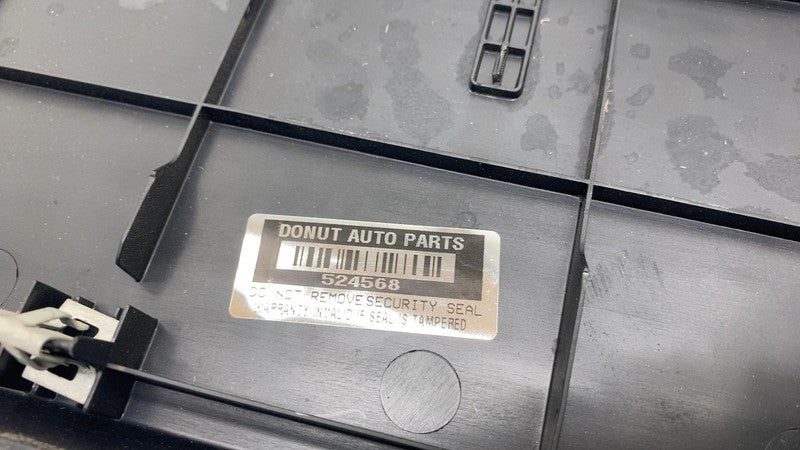 DONUT AUTO PARTS
524568
DO NOT REMOVE SECURITY SEAL
WARRANTY INVALID IF SEAL IS TAMPERED